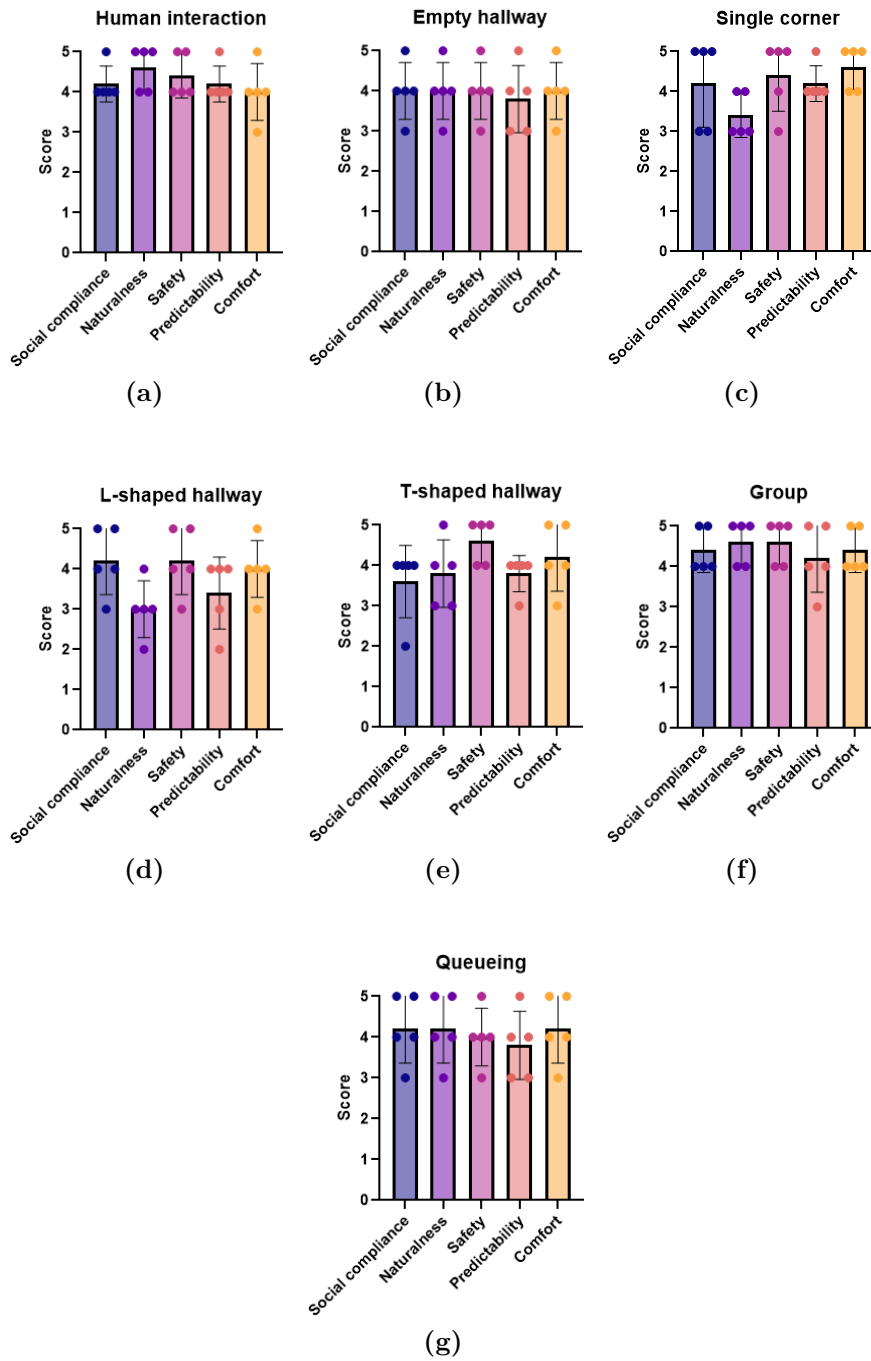 Human interaction
5
4
3
2
1
0
Score
Social compliance
Naturalness
Safety
Predictability
Comfort
(a)
Empty hallway
5
4
3
2
1
0
Score
Social compliance
Naturalness
Safety
Predictability
Comfort
(b)
Single corner
5
4
3
2
1
0
Score
Social compliance
Naturalness
Safety
Predictability
Comfort
(c)
L-shaped hallway
5
4
3
2
1
0
Score
Social compliance
Naturalness
Safety
Predictability
Comfort
(d)
T-shaped hallway
5
4
3
2
1
0
Score
Social compliance
Naturalness
Safety
Predictability
Comfort
(e)
Group
5
4
3
2
1
0
Score
Social compliance
Naturalness
Safety
Predictability
Comfort
(f)
Queueing
5
4
3
2
1
0
Score
Social compliance
Naturalness
Safety
Predictability
Comfort
(g)